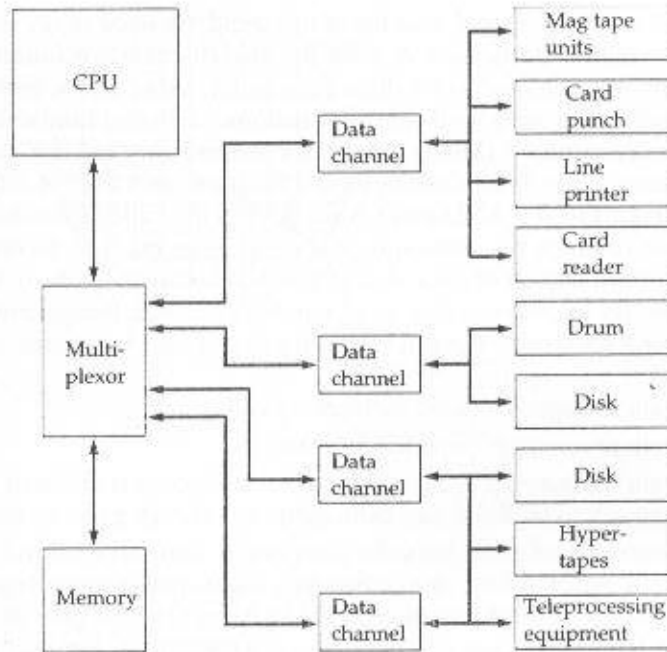 Mag tape
units
CPU
Card
punch
Data
channel
Line
printer
Card
reader
Multi-
plexor
Data
channel
Drum
Disk
Data
channel
Disk
Hyper-
tapes
Memory
Data
channel
Teleprocessing
equipment